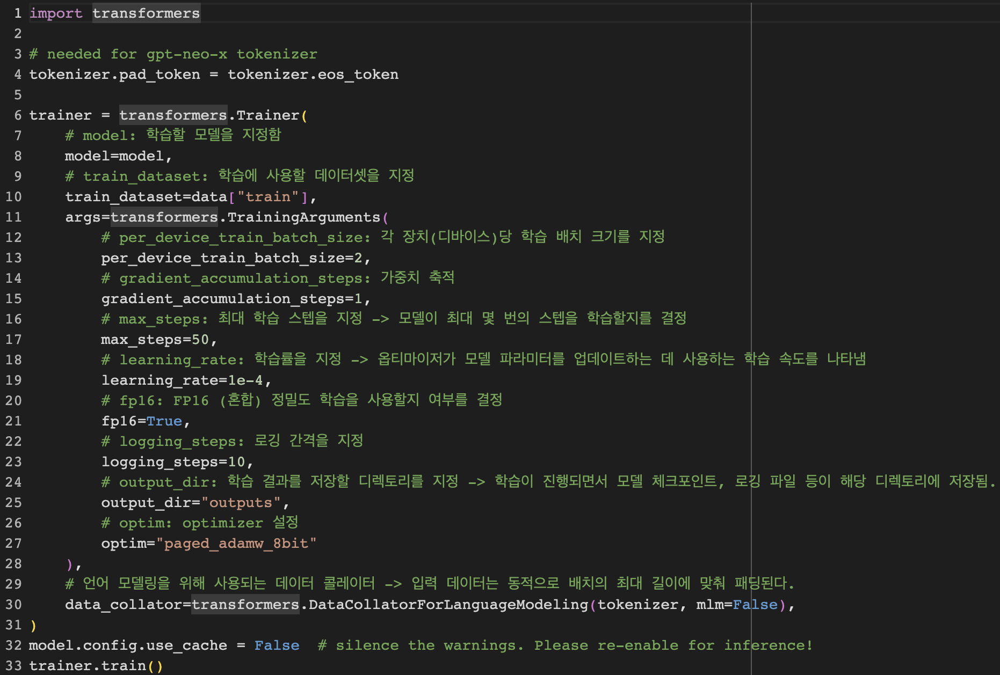 1 import transformers
2
3 # needed for gpt-neo-x tokenizer
4 tokenizer.pad_token = tokenizer.eos_token
5
6 trainer = transformers.Trainer(
7     # model: 학습할 모델을 지정함
8     model=model,
9     # train_dataset: 학습에 사용할 데이터셋을 지정
10     train_dataset=data["train"],
11     args=transformers.TrainingArguments(
12         # per_device_train_batch_size: 각 장치(디바이스)당 학습 배치 크기를 지정
13         per_device_train_batch_size=2,
14         # gradient_accumulation_steps: 가중치 축적
15         gradient_accumulation_steps=1,
16         # max_steps: 최대 학습 스텝을 지정 -> 모델이 최대 몇 번의 스텝을 학습할지를 결정
17         max_steps=50,
18         # learning_rate: 학습률을 지정 -> 옵티마이저가 모델 파라미터를 업데이트하는 데 사용하는 학습 속도를 나타냄
19         learning_rate=1e-4,
20         # fp16: FP16 (혼합) 정밀도 학습을 사용할지 여부를 결정
21         fp16=True,
22         # logging_steps: 로깅 간격을 지정
23         logging_steps=10,
24         # output_dir: 학습 결과를 저장할 디렉토리를 지정 -> 학습이 진행되면서 모델 체크포인트, 로깅 파일 등이 해당 디렉토리에 저장됨.
25         output_dir="outputs",
26         # optim: optimizer 설정
27         optim="paged_adamw_8bit"
28     ),
29     # 언어 모델링을 위해 사용되는 데이터 콜레이터 -> 입력 데이터는 동적으로 배치의 최대 길이에 맞춰 패딩된다.
30     data_collator=transformers.DataCollatorForLanguageModeling(tokenizer, mlm=False),
31 )
32 model.config.use_cache = False  # silence the warnings. Please re-enable for inference!
33 trainer.train()